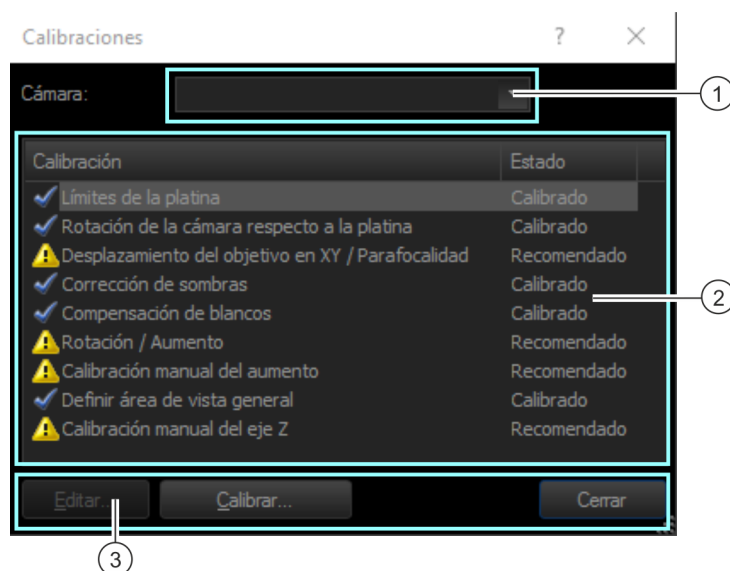 Calibraciones ? ×
Cámara: 1
Calibración Estado
Límites de la platina Calibrado
Rotación de la cámara respecto a la platina Calibrado
Desplazamiento del objetivo en XY / Parafocalidad Recomendado
Corrección de sombras Calibrado
Compensación de blancos Calibrado
2
Rotación / Aumento Recomendado
Calibración manual del aumento Recomendado
Definir área de vista general Calibrado
Calibración manual del eje Z Recomendado
Editar... Calibrar... Cerrar
3